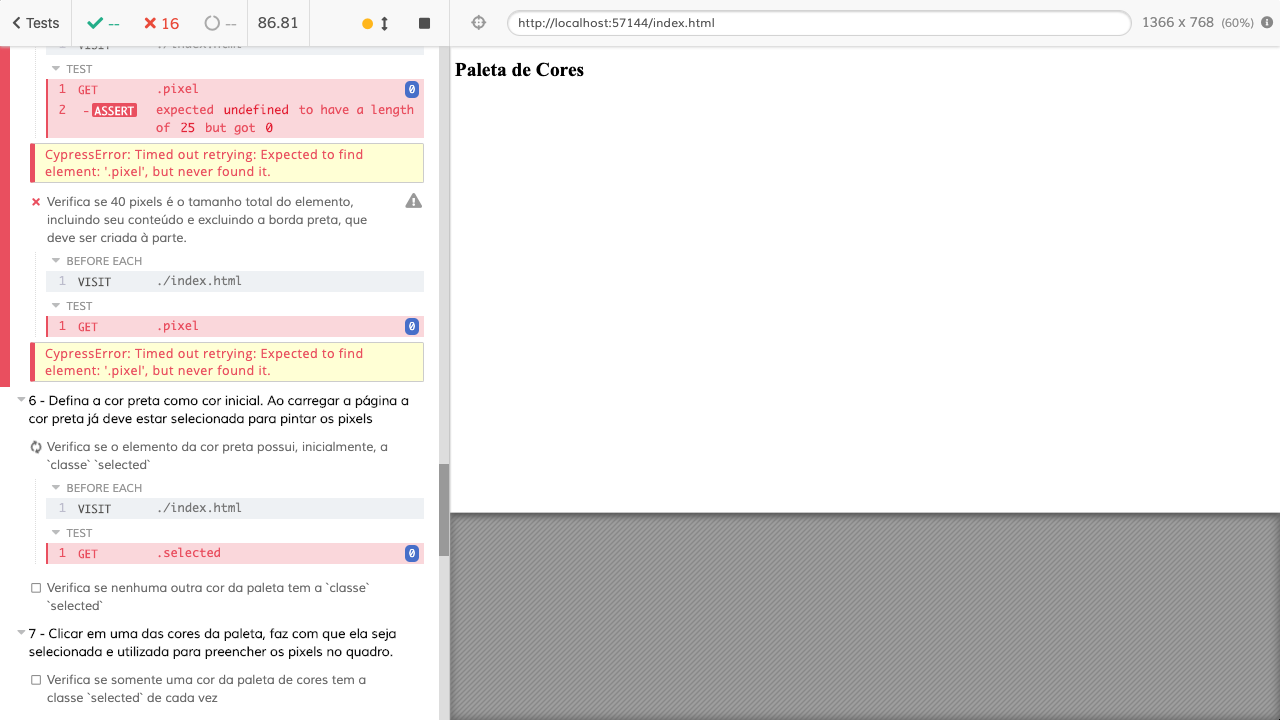 Tests
--
16
--
86.81
http://localhost:57144/index.html
1366 x 768 (60%)
1 VISIT ./index.html
TEST
1 GET .pixel 0
2 -ASSERT expected undefined to have a length
of 25 but got 0
CypressError: Timed out retrying: Expected to find
element: '.pixel', but never found it.
Verifica se 40 pixels é o tamanho total do elemento,
incluindo seu conteúdo e excluindo a borda preta, que
deve ser criada à parte.
BEFORE EACH
1 VISIT ./index.html
TEST
1 GET .pixel 0
CypressError: Timed out retrying: Expected to find
element: '.pixel', but never found it.
6 - Defina a cor preta como cor inicial. Ao carregar a página a
cor preta já deve estar selecionada para pintar os pixels
Verifica se o elemento da cor preta possui, inicialmente, a
`classe` `selected`
BEFORE EACH
1 VISIT ./index.html
TEST
1 GET .selected 0
Verifica se nenhuma outra cor da paleta tem a `classe`
`selected`
7 - Clicar em uma das cores da paleta, faz com que ela seja
selecionada e utilizada para preencher os pixels no quadro.
Verifica se somente uma cor da paleta de cores tem a
classe `selected` de cada vez
Paleta de Cores